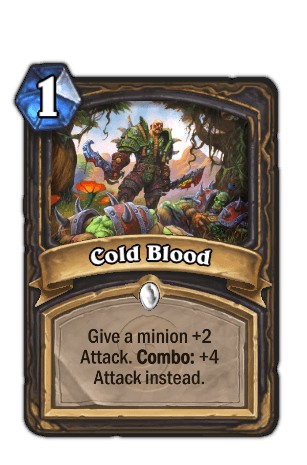 1
Cold Blood
Give a minion +2
Attack. Combo: +4
Attack instead.